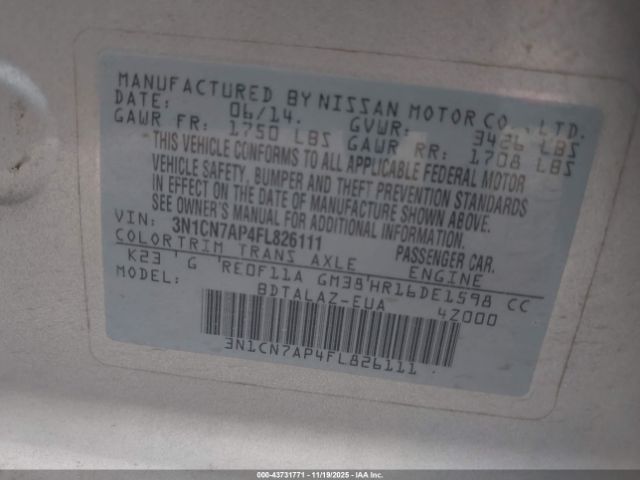 MANUFACTURED BY NISSAN MOTOR CO., LTD.
DATE: 06/14. GVWR: 3426 LBS
GAWR FR: 1750 LBS GAWR RR: 1708 LBS
THIS VEHICLE CONFORMS TO ALL APPLICABLE FEDERAL MOTOR
VEHICLE SAFETY, BUMPER AND THEFT PREVENTION STANDARDS
IN EFFECT ON THE DATE OF MANUFACTURE SHOWN ABOVE.
SEE OWNER'S MANUAL FOR ADDITIONAL INFORMATION.
VIN: 3N1CN7AP4FL826111 PASSENGER CAR.
COLOR TRIM TRANS AXLE ENGINE
K23 G RE0F11A GM38 HR16DE1598 CC
MODEL: BDTALAZ-EUA 4Z000
3N1CN7AP4FL826111
000-43731771 - 11/19/2025 - IAA Inc.